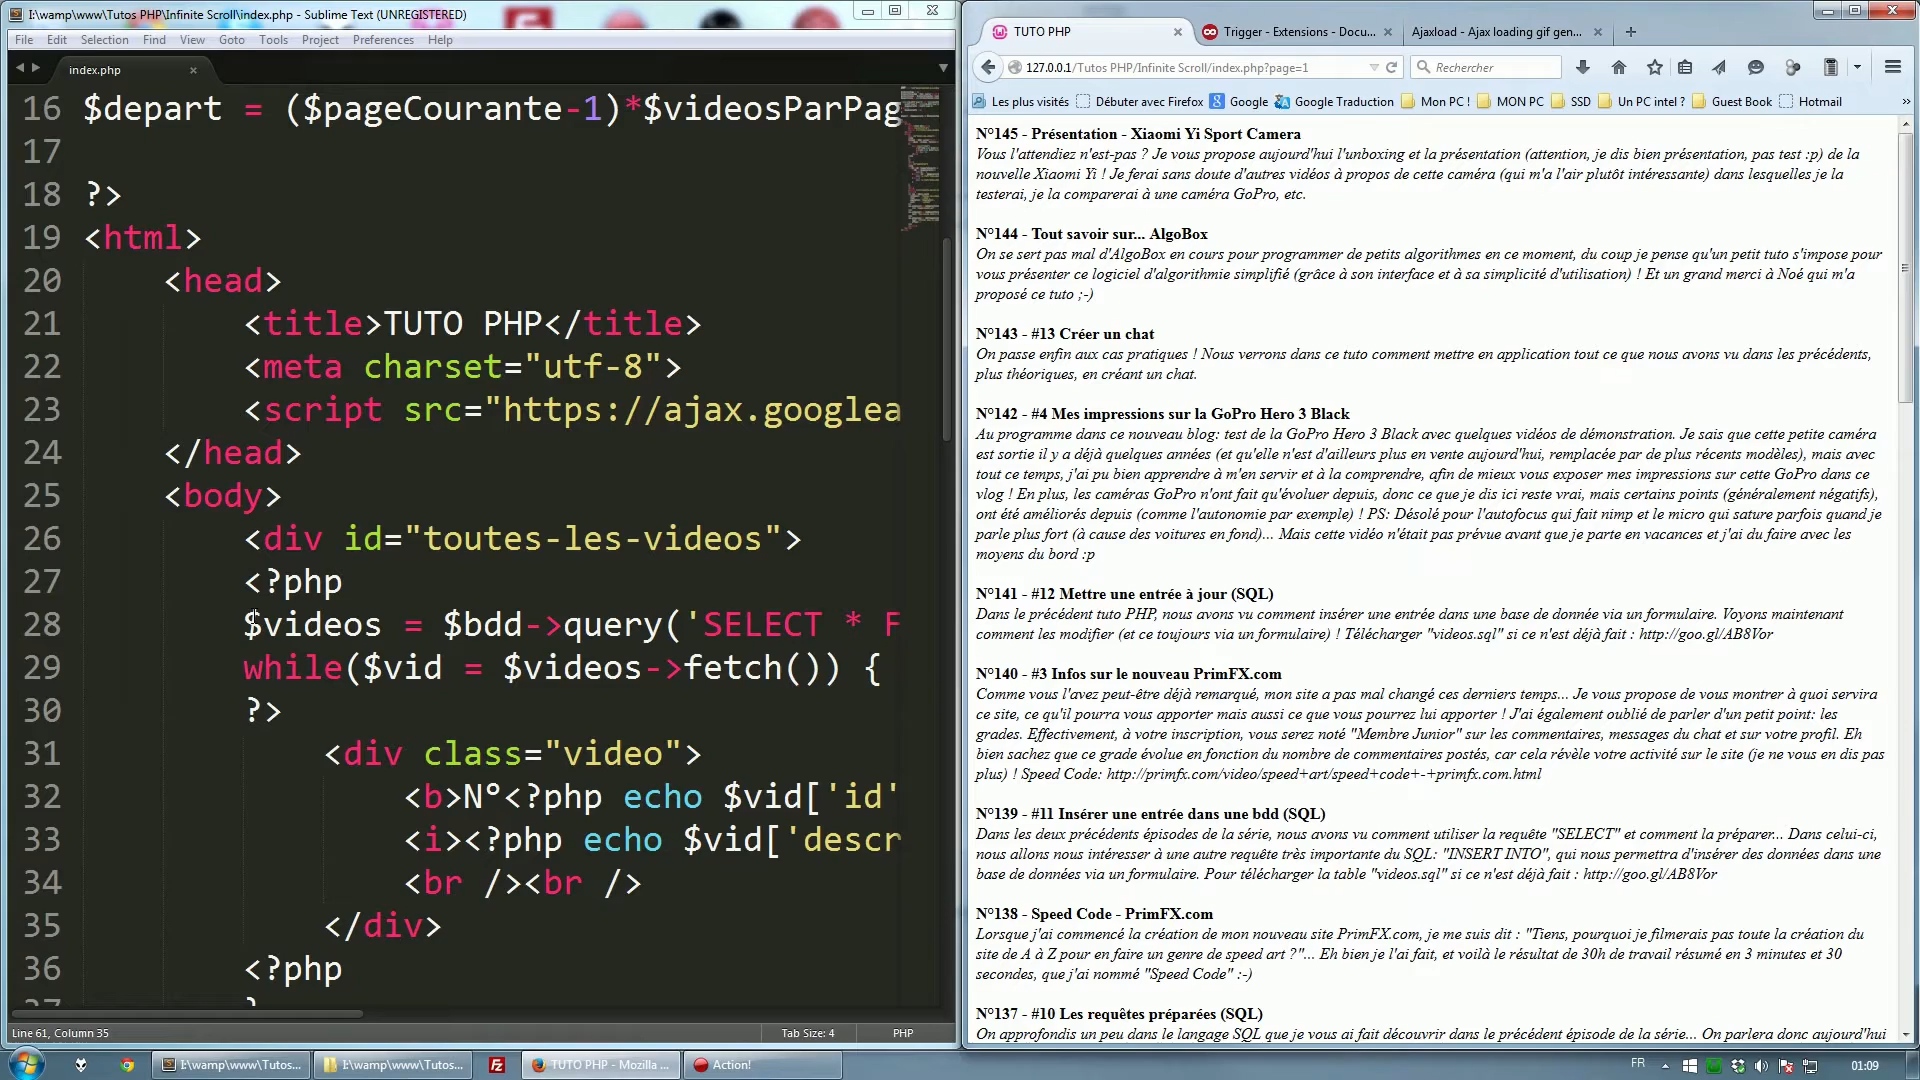 I:\wamp\www\Tutos PHP\Infinite Scroll\index.php - Sublime Text (UNREGISTERED)
File Edit Selection Find View Goto Tools Project Preferences Help
index.php
16 $depart = ($pageCourante-1)*$videosParPag
17
18 ?>
19 <html>
20 <head>
21 <title>TUTO PHP</title>
22 <meta charset="utf-8">
23 <script src="https://ajax.googlea
24 </head>
25 <body>
26 <div id="toutes-les-videos">
27 <?php
28 $videos = $bdd->query('SELECT * F
29 while($vid = $videos->fetch()) {
30 ?>
31 <div class="video">
32 <b>N°<?php echo $vid['id'
33 <i><?php echo $vid['descr
34 <br /><br />
35 </div>
36 <?php
Line 61, Column 35 Tab Size: 4 PHP
TUTO PHP Trigger - Extensions - Docu... Ajaxload - Ajax loading gif gen...
127.0.0.1/Tutos PHP/Infinite Scroll/index.php?page=1 Rechercher
Les plus visités Débuter avec Firefox Google Google Traduction Mon PC ! MON PC SSD Un PC intel ? Guest Book Hotmail
N°145 - Présentation - Xiaomi Yi Sport Camera
Vous l'attendiez n'est-pas ? Je vous propose aujourd'hui l'unboxing et la présentation (attention, je dis bien présentation, pas test :p) de la
nouvelle Xiaomi Yi ! Je ferai sans doute d'autres vidéos à propos de cette caméra (qui m'a l'air plutôt intéressante) dans lesquelles je la
testerai, je la comparerai à une caméra GoPro, etc.
N°144 - Tout savoir sur... AlgoBox
On se sert pas mal d'AlgoBox en cours pour programmer de petits algorithmes en ce moment, du coup je pense qu'un petit tuto s'impose pour
vous présenter ce logiciel d'algorithmie simplifié (grâce à son interface et à sa simplicité d'utilisation) ! Et un grand merci à Noé qui m'a
proposé ce tuto ;-)
N°143 - #13 Créer un chat
On passe enfin aux cas pratiques ! Nous verrons dans ce tuto comment mettre en application tout ce que nous avons vu dans les précédents,
plus théoriques, en créant un chat.
N°142 - #4 Mes impressions sur la GoPro Hero 3 Black
Au programme dans ce nouveau blog: test de la GoPro Hero 3 Black avec quelques vidéos de démonstration. Je sais que cette petite caméra
est sortie il y a déjà quelques années (et qu'elle n'est d'ailleurs plus en vente aujourd'hui, remplacée par de plus récents modèles), mais avec
tout ce temps, j'ai pu bien apprendre à m'en servir et à la comprendre, afin de mieux vous exposer mes impressions sur cette GoPro dans ce
vlog ! En plus, les caméras GoPro n'ont fait qu'évoluer depuis, donc ce que je dis ici reste vrai, mais certains points (généralement négatifs),
ont été améliorés depuis (comme l'autonomie par exemple) ! PS: Désolé pour l'autofocus qui fait nimp et le micro qui sature parfois quand je
parle plus fort (à cause des voitures en fond)... Mais cette vidéo n'était pas prévue avant que je parte en vacances et j'ai du faire avec les
moyens du bord :p
N°141 - #12 Mettre une entrée à jour (SQL)
Dans le précédent tuto PHP, nous avons vu comment insérer une entrée dans une base de donnée via un formulaire. Voyons maintenant
comment les modifier (et ce toujours via un formulaire) ! Télécharger "videos.sql" si ce n'est déjà fait : http://goo.gl/AB8Vor
N°140 - #3 Infos sur le nouveau PrimFX.com
Comme vous l'avez peut-être déjà remarqué, mon site a pas mal changé ces derniers temps... Je vous propose de vous montrer à quoi servira
ce site, ce qu'il pourra vous apporter mais aussi ce que vous pourrez lui apporter ! J'ai également oublié de parler d'un petit point: les
grades. Effectivement, à votre inscription, vous serez noté "Membre Junior" sur les commentaires, messages du chat et sur votre profil. Eh
bien sachez que ce grade évolue en fonction du nombre de commentaires postés, car cela révèle votre activité sur le site (je ne vous en dis pas
plus) ! Speed Code: http://primfx.com/video/speed+art/speed+code+-+primfx.com.html
N°139 - #11 Insérer une entrée dans une bdd (SQL)
Dans les deux précédents épisodes de la série, nous avons vu comment utiliser la requête "SELECT" et comment la préparer... Dans celui-ci,
nous allons nous intéresser à une autre requête très importante du SQL: "INSERT INTO", qui nous permettra d'insérer des données dans une
base de données via un formulaire. Pour télécharger la table "videos.sql" si ce n'est déjà fait : http://goo.gl/AB8Vor
N°138 - Speed Code - PrimFX.com
Lorsque j'ai commencé la création de mon nouveau site PrimFX.com, je me suis dit : "Tiens, pourquoi je filmerais pas toute la création du
site de A à Z pour en faire un genre de speed art ?"... Eh bien je l'ai fait, et voilà le résultat de 30h de travail résumé en 3 minutes et 30
secondes, que j'ai nommé "Speed Code" :-)
N°137 - #10 Les requêtes préparées (SQL)
On approfondis un peu dans le langage SQL que je vous ai fait découvrir dans le précédent épisode de la série... On parlera donc aujourd'hui
I:\wamp\www\Tutos... I:\wamp\www\Tutos... TUTO PHP - Mozilla ... Action! FR 01:09